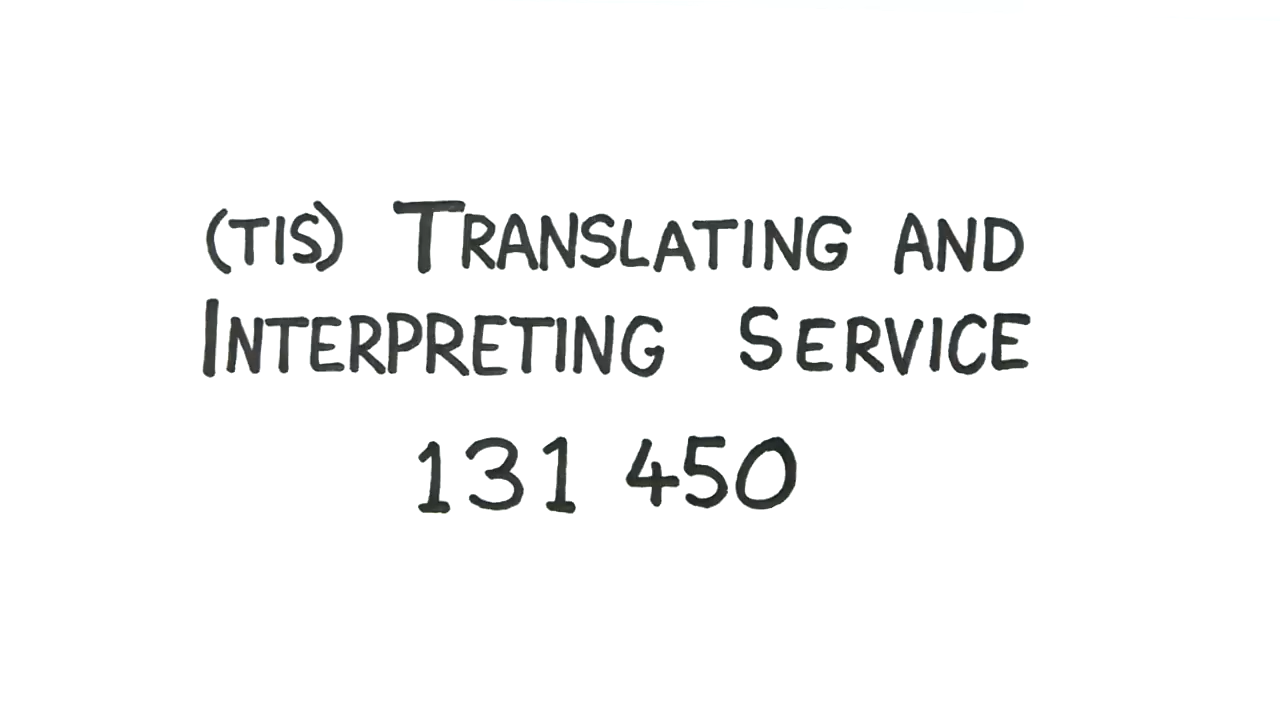 (TIS) TRANSLATING AND
INTERPRETING SERVICE
131 450